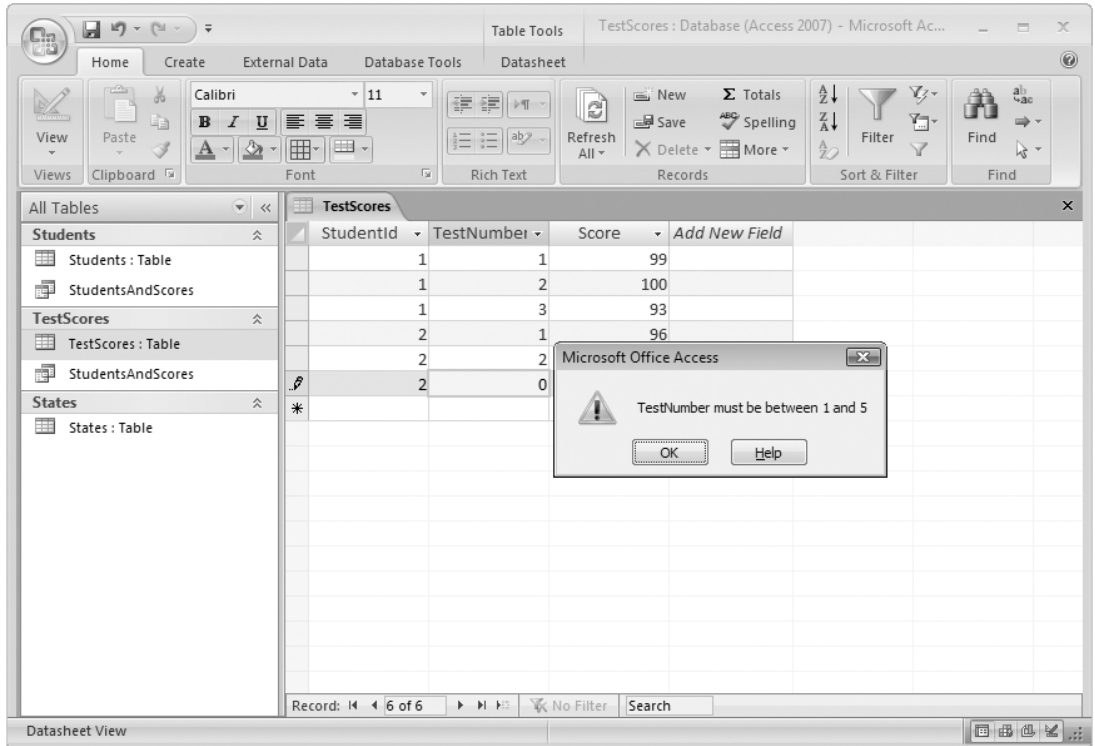 Table Tools
TestScores : Database (Access 2007) - Microsoft Ac...
Home Create External Data Database Tools Datasheet
View
Views
Paste
Clipboard
Calibri 11
B I U
A
Font
Rich Text
Refresh All
New
Save
Delete
Σ Totals
ABC Spelling
More
Records
A Z
Z A
A Z
Filter
Sort & Filter
Find
ab ac
Find
All Tables
Students
Students : Table
StudentsAndScores
TestScores
TestScores : Table
StudentsAndScores
States
States : Table
TestScores
StudentId TestNumber Score Add New Field
1 1 99
1 2 100
1 3 93
2 1 96
2 2
2 0
Microsoft Office Access
TestNumber must be between 1 and 5
OK Help
Record: 6 of 6 No Filter Search
Datasheet View